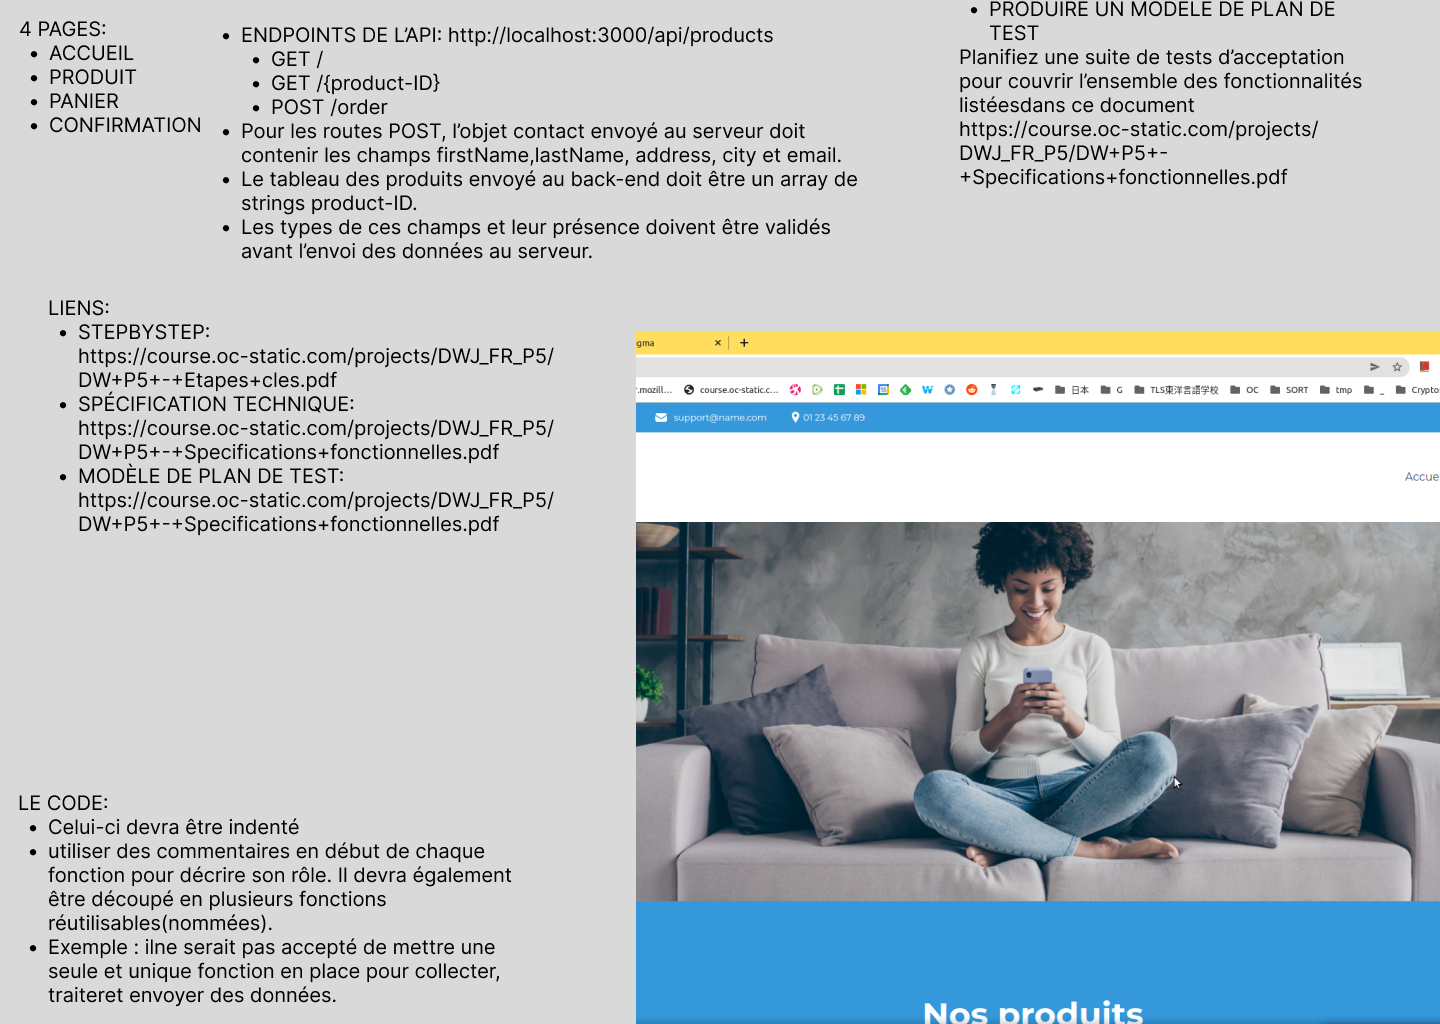 4 PAGES:
• ACCUEIL
• PRODUIT
• PANIER
• CONFIRMATION
• ENDPOINTS DE L’API: http://localhost:3000/api/products
• GET /
• GET /{product-ID}
• POST /order
• Pour les routes POST, l’objet contact envoyé au serveur doit
contenir les champs firstName,lastName, address, city et email.
• Le tableau des produits envoyé au back-end doit être un array de
strings product-ID.
• Les types de ces champs et leur présence doivent être validés
avant l’envoi des données au serveur.
• PRODUIRE UN MODELE DE PLAN DE
TEST
Planifiez une suite de tests d’acceptation
pour couvrir l’ensemble des fonctionnalités
listéesdans ce document
https://course.oc-static.com/projects/
DWJ_FR_P5/DW+P5+-
+Specifications+fonctionnelles.pdf
LIENS:
• STEPBYSTEP:
https://course.oc-static.com/projects/DWJ_FR_P5/
DW+P5+-+Etapes+cles.pdf
• SPÉCIFICATION TECHNIQUE:
https://course.oc-static.com/projects/DWJ_FR_P5/
DW+P5+-+Specifications+fonctionnelles.pdf
• MODÈLE DE PLAN DE TEST:
https://course.oc-static.com/projects/DWJ_FR_P5/
DW+P5+-+Specifications+fonctionnelles.pdf
LE CODE:
• Celui-ci devra être indenté
• utiliser des commentaires en début de chaque
fonction pour décrire son rôle. Il devra également
être découpé en plusieurs fonctions
réutilisables(nommées).
• Exemple : ilne serait pas accepté de mettre une
seule et unique fonction en place pour collecter,
traiteret envoyer des données.
gma
.mozill... course.oc-static.c... 日本 G TLS東洋言語学校 OC SORT tmp _ Crypto
support@name.com 01 23 45 67 89
Accue
Nos produits